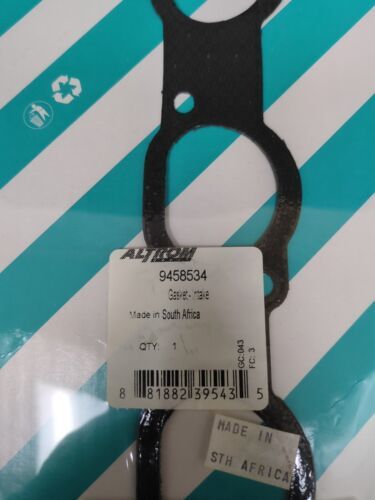 ALTROM
9458534
Gasket - Intake
Made in South Africa
QTY: 1
GC:043
FC: 3
8 81882 39543 5
MADE IN
STH AFRICA